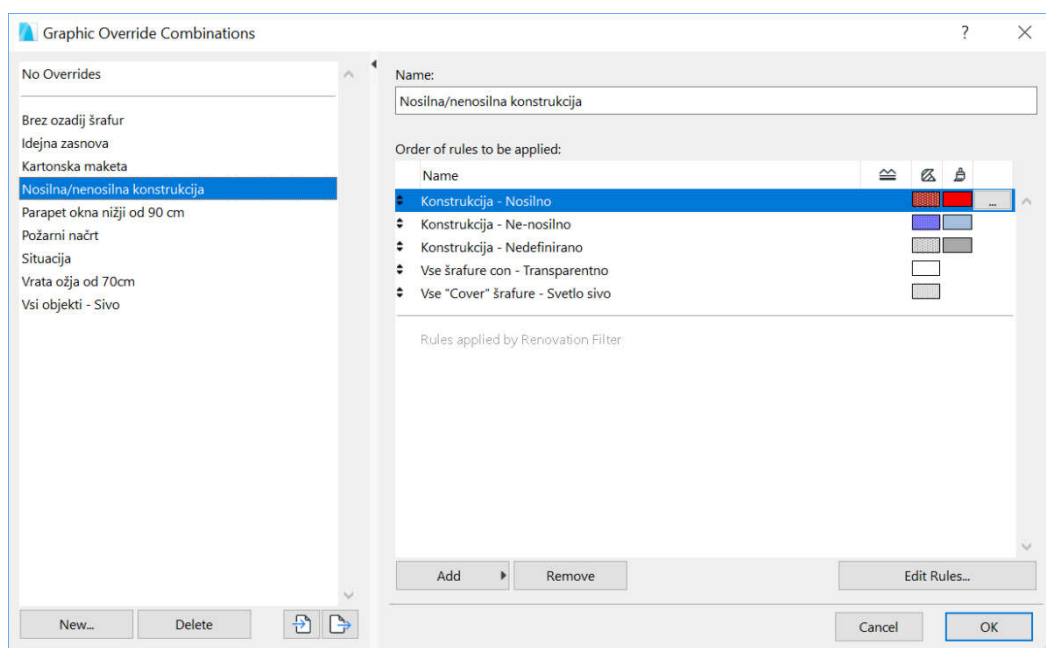 Graphic Override Combinations
?
No Overrides
Brez ozadij šrafur
Idejna zasnova
Kartonska maketa
Nosilna/nenosilna konstrukcija
Parapet okna nižji od 90 cm
Požarni načrt
Situacija
Vrata ožja od 70cm
Vsi objekti - Sivo
New...
Delete
Name:
Nosilna/nenosilna konstrukcija
Order of rules to be applied:
Name
Konstrukcija - Nosilno
...
Konstrukcija - Ne-nosilno
Konstrukcija - Nedefinirano
Vse šrafure con - Transparentno
Vse "Cover" šrafure - Svetlo sivo
Rules applied by Renovation Filter
Add
Remove
Edit Rules...
Cancel
OK